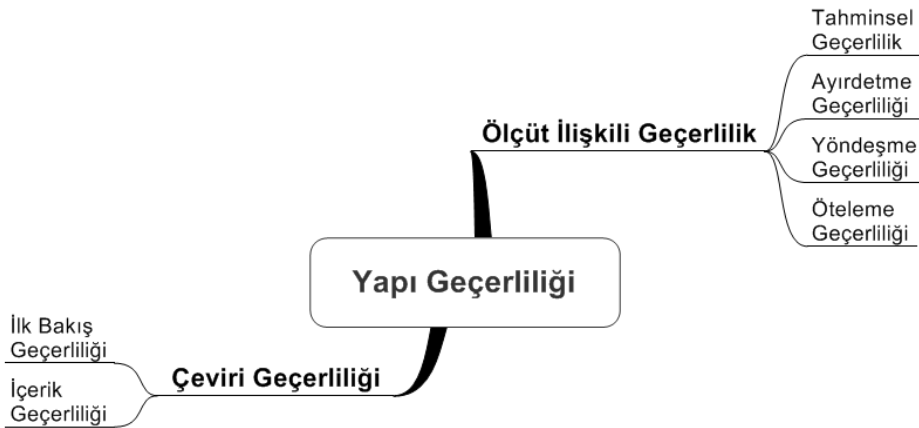 Tahminsel
Geçerlilik
Ayırdetme
Geçerliliği
Ölçüt İlişkili Geçerlilik
Yöndeşme
Geçerliliği
Öteleme
Geçerliliği
Yapı Geçerliliği
İlk Bakış
Geçerliliği
Çeviri Geçerliliği
İçerik
Geçerliliği